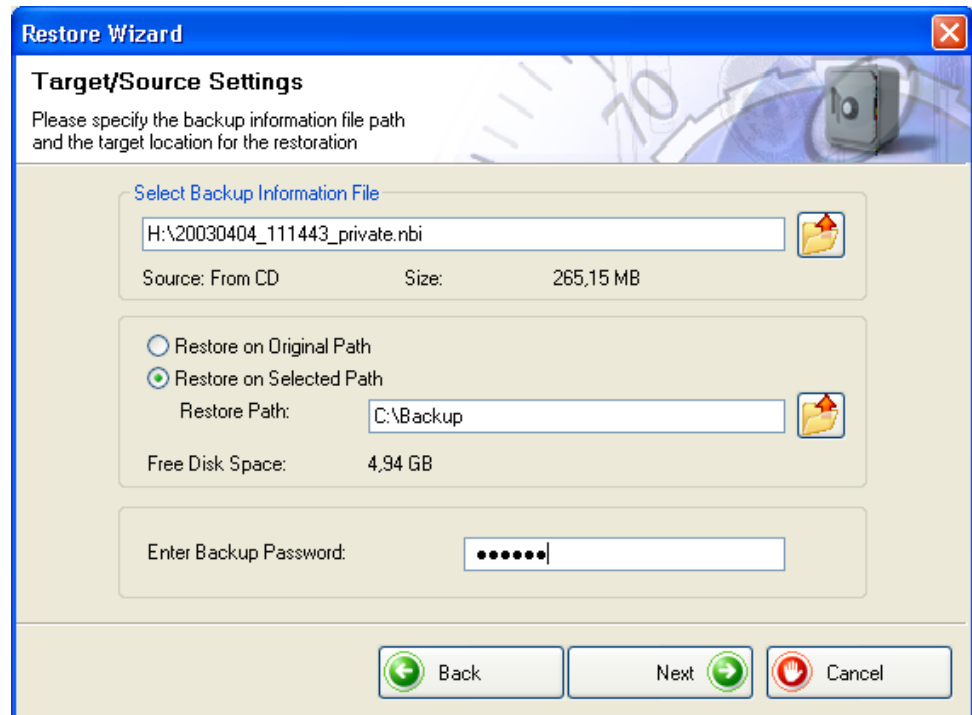 Restore Wizard
Target/Source Settings
Please specify the backup information file path
and the target location for the restoration
70
Select Backup Information File
H:\20030404_111443_private.nbi
Source: From CD Size: 265,15 MB
Restore on Original Path
Restore on Selected Path
Restore Path: C:\Backup
Free Disk Space: 4,94 GB
Enter Backup Password: ●●●●●●
Back Next Cancel